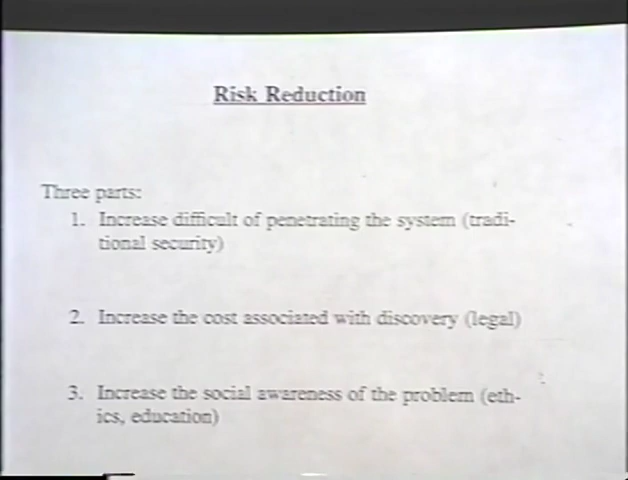 Risk Reduction
Three parts:
1. Increase difficult of penetrating the system (tradi-
tional security)
2. Increase the cost associated with discovery (legal)
3. Increase the social awareness of the problem (eth-
ics, education)